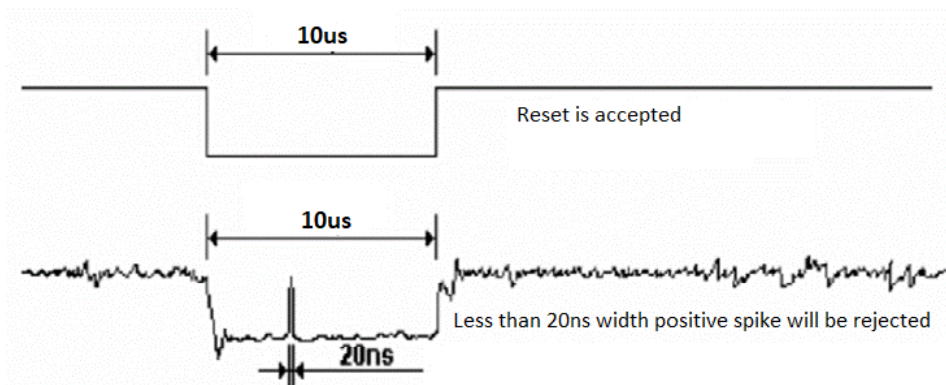 10us
Reset is accepted
10us
Less than 20ns width positive spike will be rejected
20ns